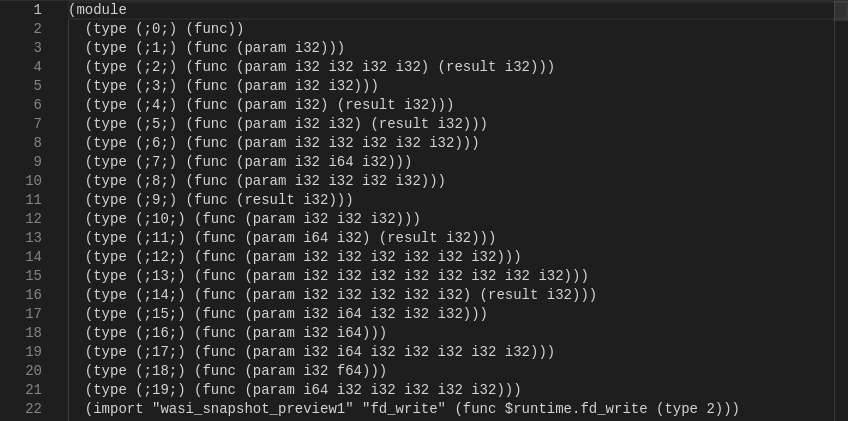 1 (module
2 (type (;0;) (func))
3 (type (;1;) (func (param i32)))
4 (type (;2;) (func (param i32 i32 i32 i32) (result i32)))
5 (type (;3;) (func (param i32 i32)))
6 (type (;4;) (func (param i32) (result i32)))
7 (type (;5;) (func (param i32 i32) (result i32)))
8 (type (;6;) (func (param i32 i32 i32 i32 i32)))
9 (type (;7;) (func (param i32 i64 i32)))
10 (type (;8;) (func (param i32 i32 i32 i32)))
11 (type (;9;) (func (result i32)))
12 (type (;10;) (func (param i32 i32 i32)))
13 (type (;11;) (func (param i64 i32) (result i32)))
14 (type (;12;) (func (param i32 i32 i32 i32 i32 i32)))
15 (type (;13;) (func (param i32 i32 i32 i32 i32 i32 i32 i32)))
16 (type (;14;) (func (param i32 i32 i32 i32 i32) (result i32)))
17 (type (;15;) (func (param i32 i64 i32 i32 i32)))
18 (type (;16;) (func (param i32 i64)))
19 (type (;17;) (func (param i32 i64 i32 i32 i32 i32 i32)))
20 (type (;18;) (func (param i32 f64)))
21 (type (;19;) (func (param i64 i32 i32 i32 i32 i32)))
22 (import "wasi_snapshot_preview1" "fd_write" (func $runtime.fd_write (type 2)))